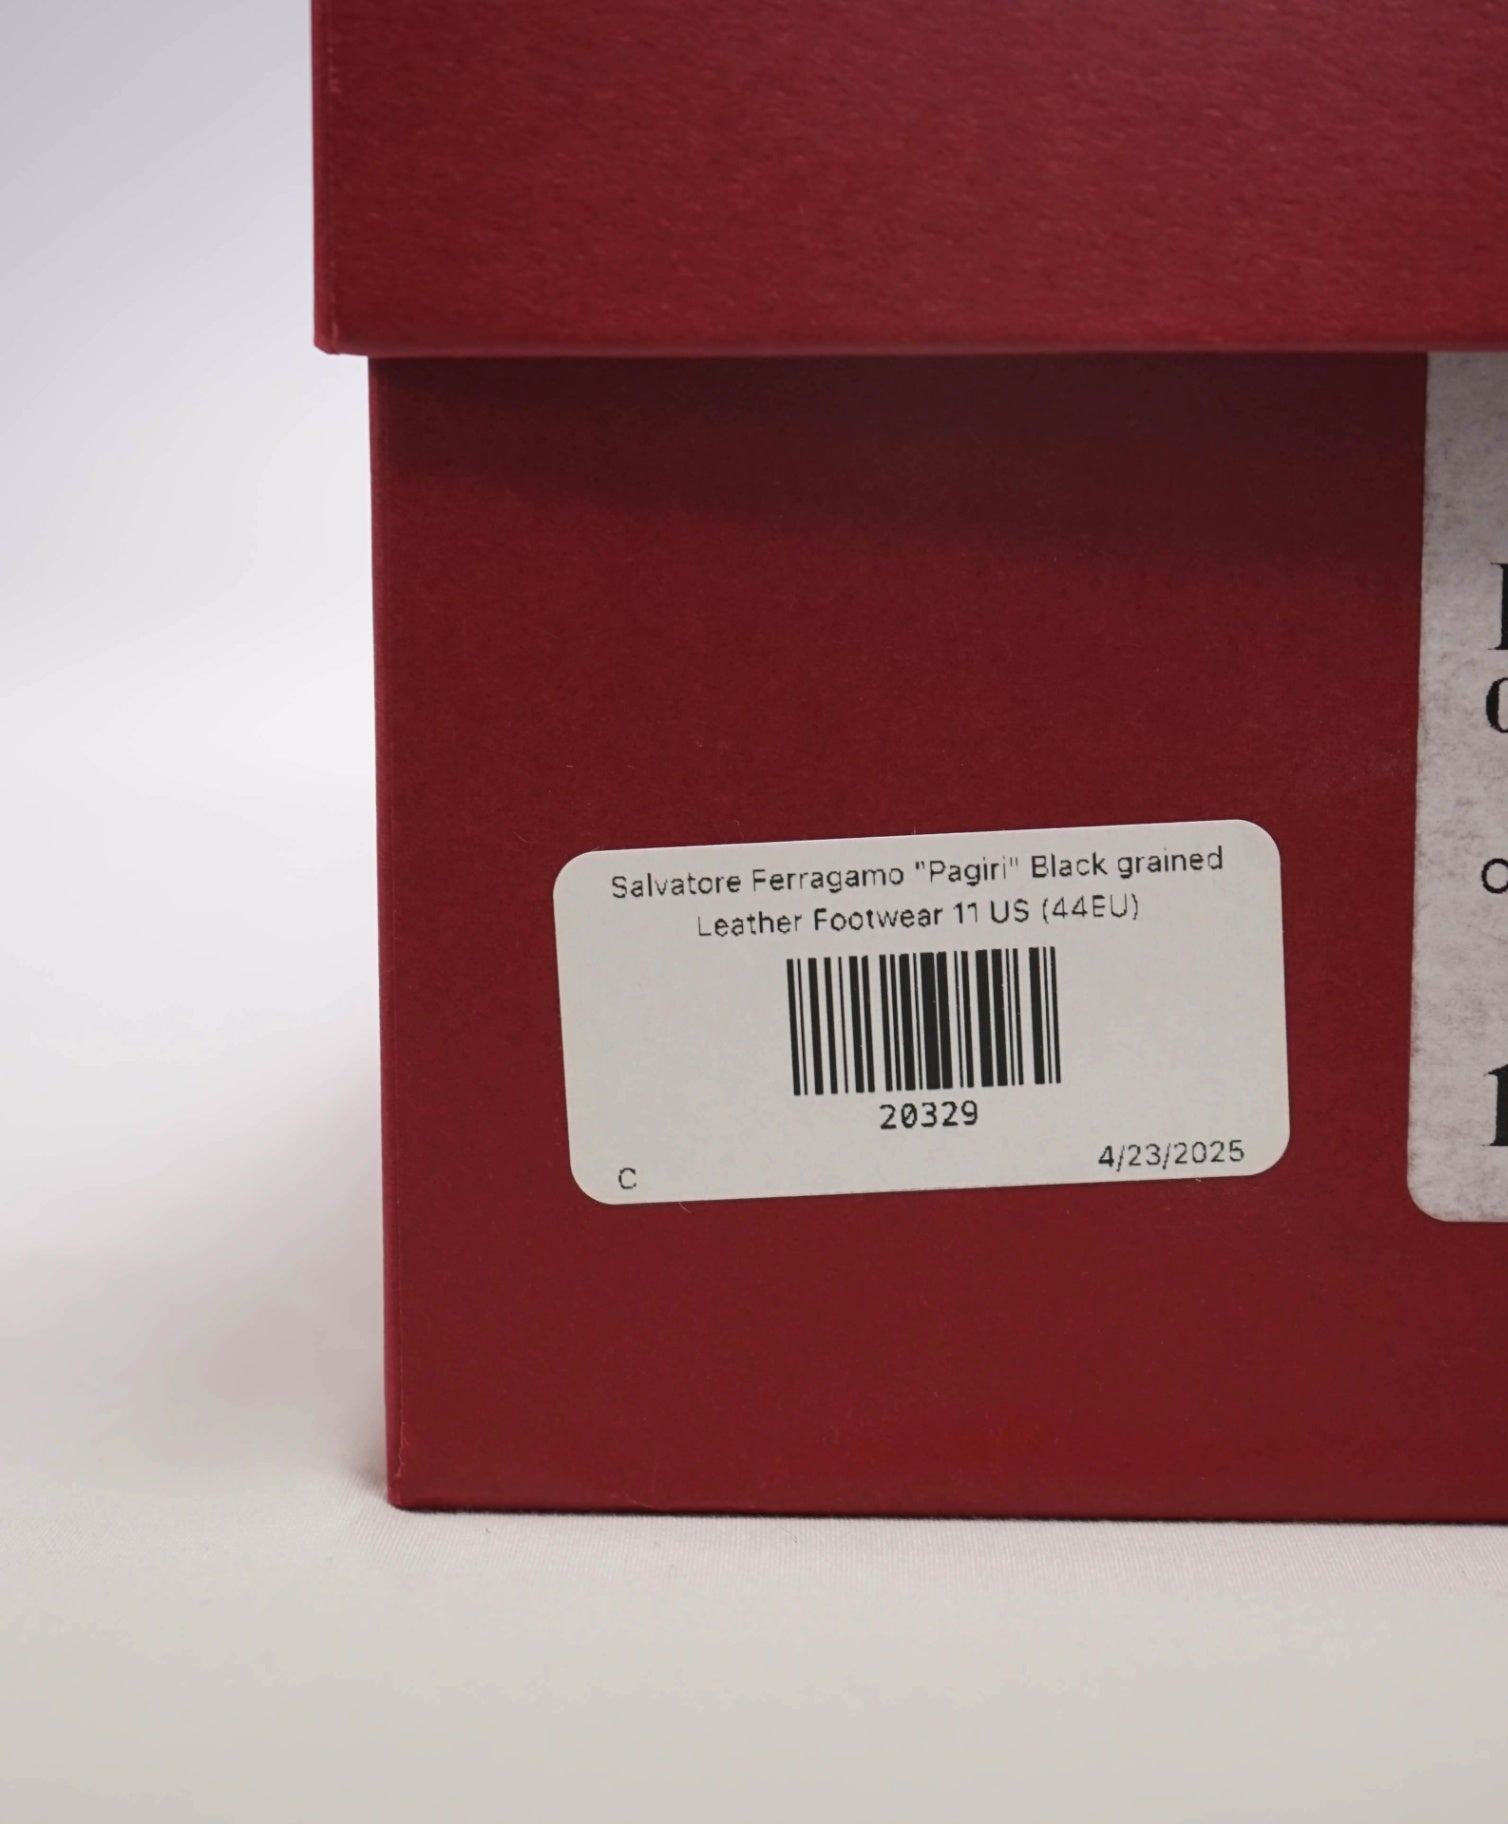 Salvatore Ferragamo "Pagiri" Black grained
Leather Footwear 11 US (44EU)
20329
C
4/23/2025